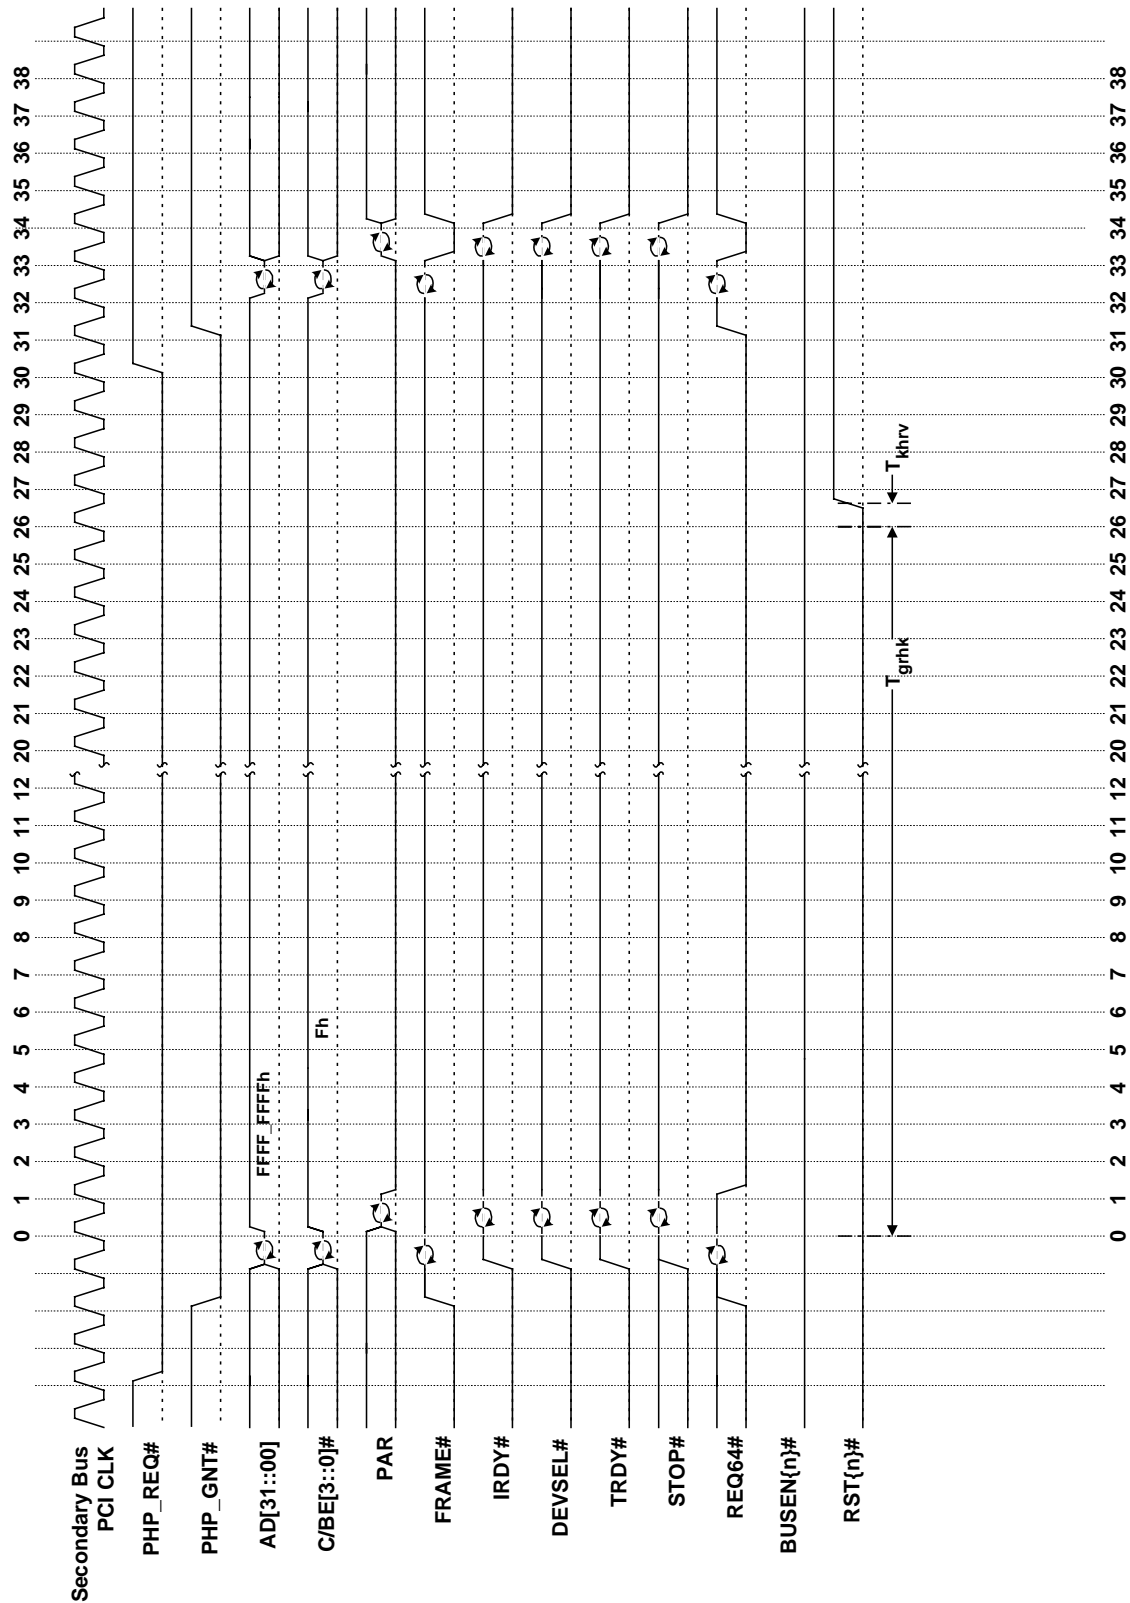 0 1 2 3 4 5 6 7 8 9 10 11 12 20 21 22 23 24 25 26 27 28 29 30 31 32 33 34 35 36 37 38
Secondary Bus
PCI CLK
PHP_REQ#
PHP_GNT#
AD[31::00]
FFFF_FFFFh
C/BE[3::0]#
Fh
PAR
FRAME#
IRDY#
DEVSEL#
TRDY#
STOP#
REQ64#
BUSEN{n}#
RST{n}#
Tgrhk
Tkhrv
0 1 2 3 4 5 6 7 8 9 10 11 12 20 21 22 23 24 25 26 27 28 29 30 31 32 33 34 35 36 37 38